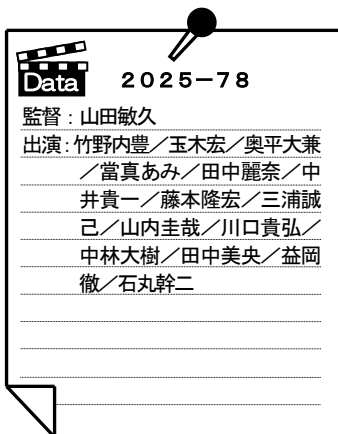 Data
2025-78
監督:山田敏久
出演:竹野内豊/玉木宏/奥平大兼
/當真あみ/田中麗奈/中
井貴一/藤本隆宏/三浦誠
己/山内圭哉/川口貴弘/
中林大樹/田中美央/益岡
徹/石丸幹二